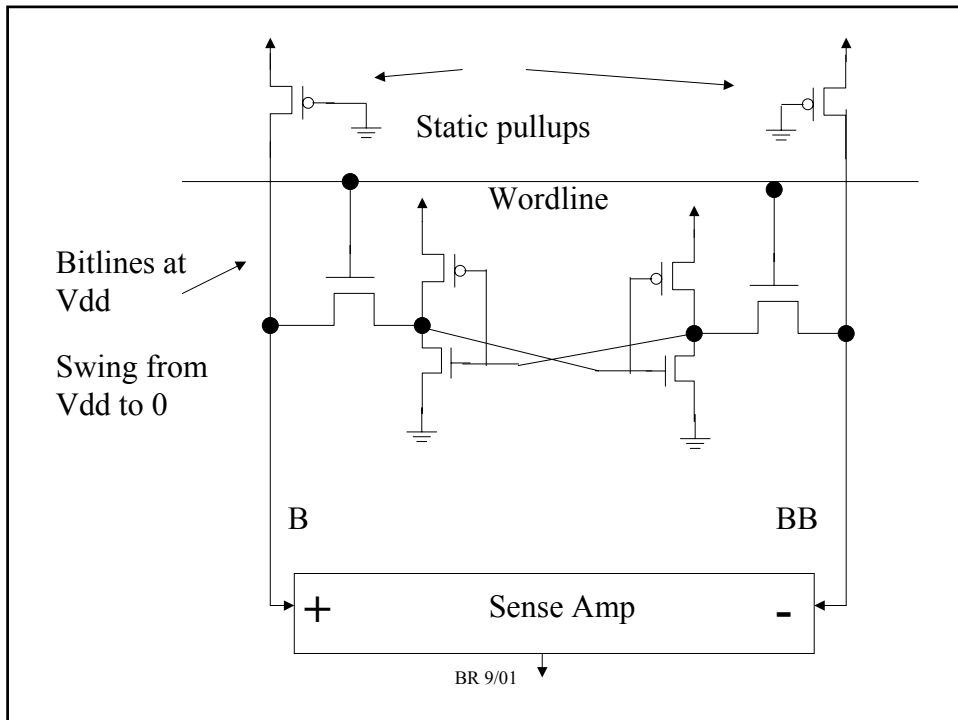 Static pullups
Wordline
Bitlines at
Vdd
Swing from
Vdd to 0
B
BB
+
Sense Amp
-
BR 9/01